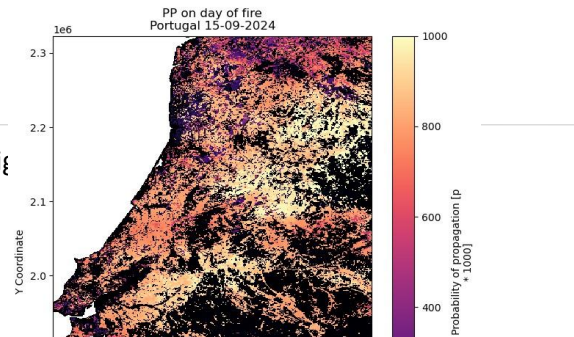 PP on day of fire
Portugal 15-09-2024
1e6
2.3
2.2
2.1
2.0
Y Coordinate
1000
800
600
400
Probability of propagation [p
* 1000]